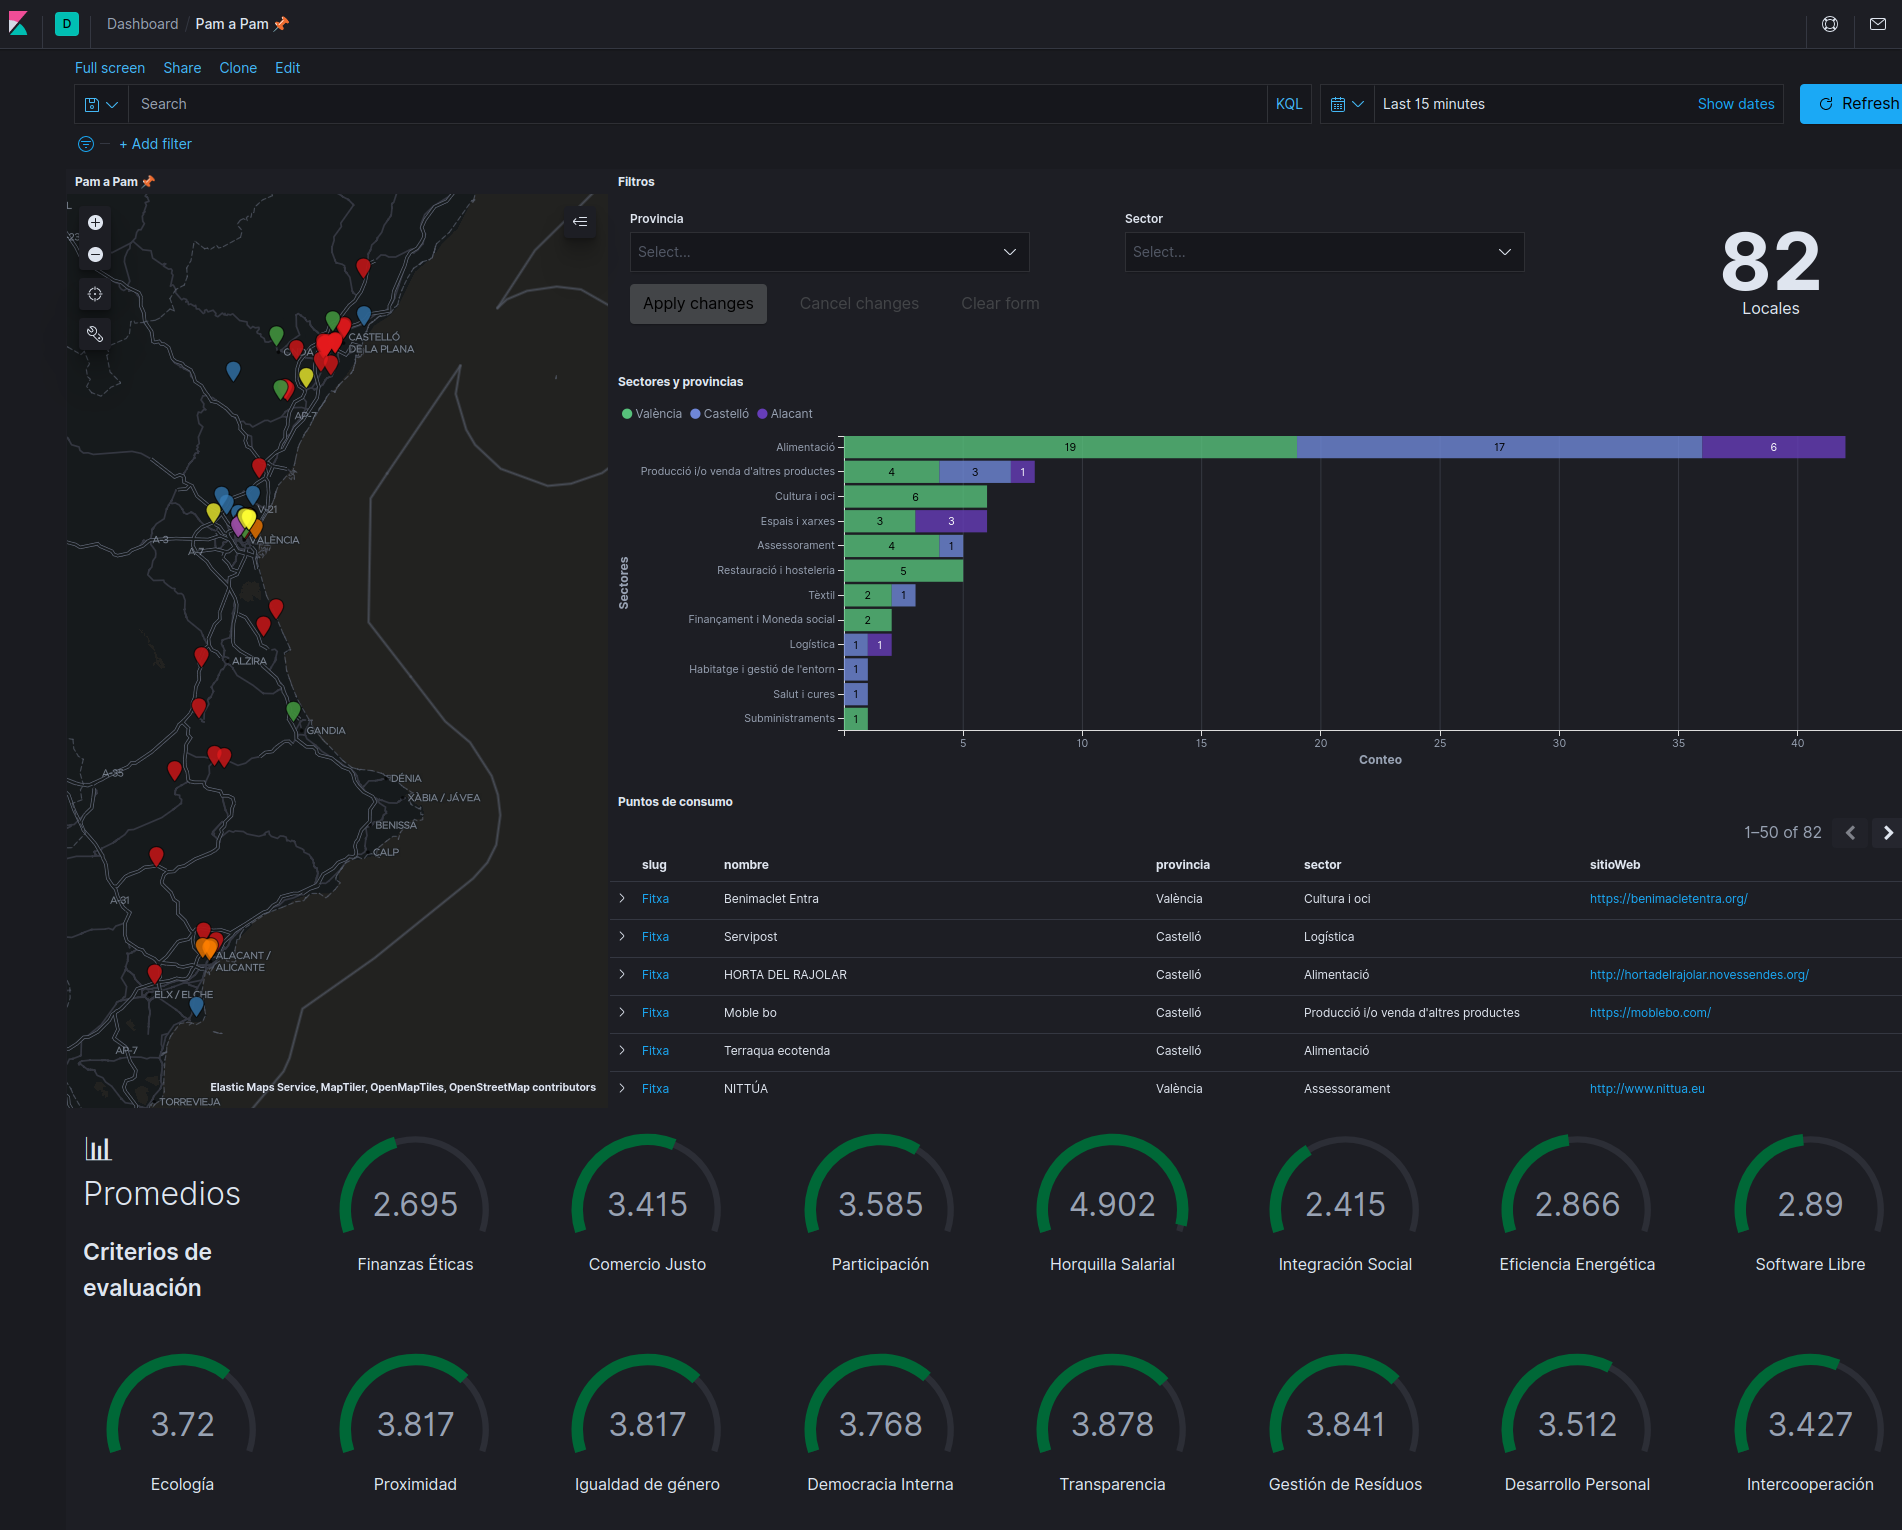 D Dashboard / Pam a Pam 📌
Full screen Share Clone Edit
Search KQL Last 15 minutes Show dates Refresh
+ Add filter
Pam a Pam 📌
CASTELLÓ
DE LA PLANA
AP-7
V-21
VALÈNCIA
A-3
A-7
ALZIRA
GANDIA
A-35
DÉNIA
XÀBIA / JÁVEA
BENISSA
CALP
A-31
ALACANT /
ALICANTE
ELX / ELCHE
AP-7
TORREVIEJA
Elastic Maps Service, MapTiler, OpenMapTiles, OpenStreetMap contributors
Filtros
Provincia Sector
Select... Select...
Apply changes Cancel changes Clear form
82
Locales
Sectores y provincias
València Castelló Alacant
Sectores
Alimentació 19 17 6
Producció i/o venda d'altres productes 4 3 1
Cultura i oci 6
Espais i xarxes 3 3
Assessorament 4 1
Restauració i hosteleria 5
Tèxtil 2 1
Finançament i Moneda social 2
Logística 1 1
Habitatge i gestió de l'entorn 1
Salut i cures 1
Subministraments 1
5 10 15 20 25 30 35 40
Conteo
Puntos de consumo
1–50 of 82
slug nombre provincia sector sitioWeb
Fitxa Benimaclet Entra València Cultura i oci https://benimacletentra.org/
Fitxa Servipost Castelló Logística
Fitxa HORTA DEL RAJOLAR Castelló Alimentació http://hortadelrajolar.novessendes.org/
Fitxa Moble bo Castelló Producció i/o venda d'altres productes https://moblebo.com/
Fitxa Terraqua ecotenda Castelló Alimentació
Fitxa NITTÚA València Assessorament http://www.nittua.eu
Promedios
Criterios de
evaluación
2.695 3.415 3.585 4.902 2.415 2.866 2.89
Finanzas Éticas Comercio Justo Participación Horquilla Salarial Integración Social Eficiencia Energética Software Libre
3.72 3.817 3.817 3.768 3.878 3.841 3.512 3.427
Ecología Proximidad Igualdad de género Democracia Interna Transparencia Gestión de Resíduos Desarrollo Personal Intercooperación